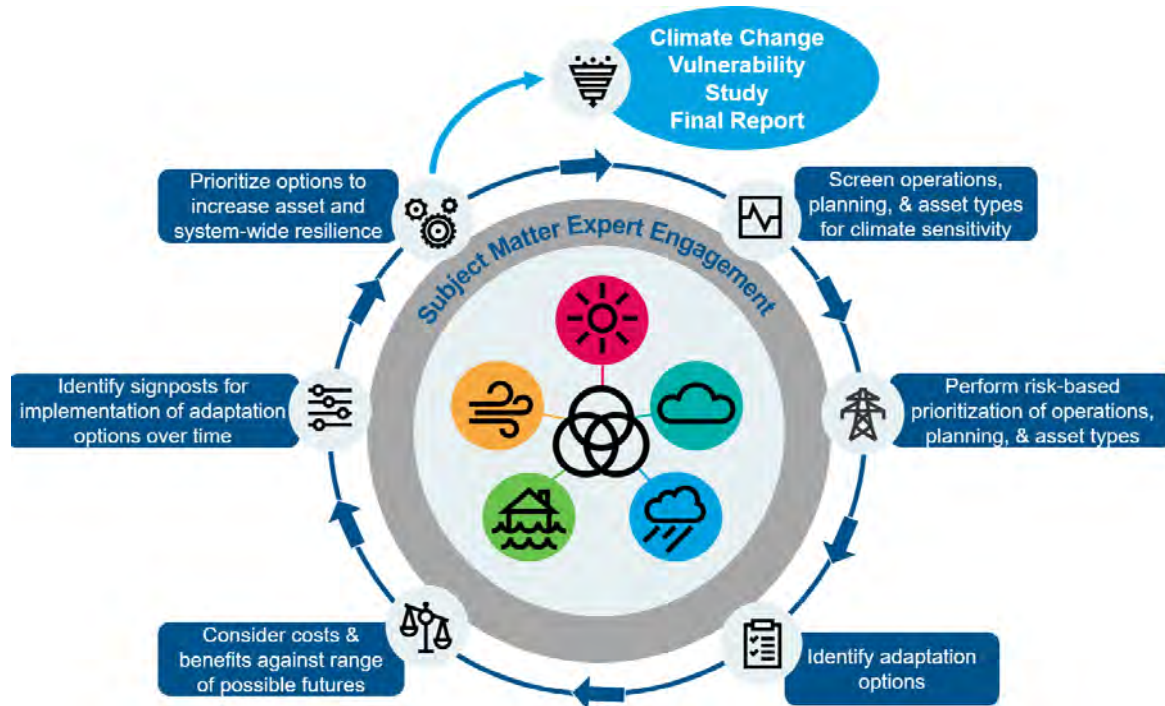 Climate Change
Vulnerability
Study
Final Report
Prioritize options to
increase asset and
system-wide resilience
Screen operations,
planning, & asset types
for climate sensitivity
Subject Matter Expert Engagement
Identify signposts for
implementation of adaptation
options over time
Perform risk-based
prioritization of operations,
planning, & asset types
Consider costs &
benefits against range
of possible futures
Identify adaptation
options